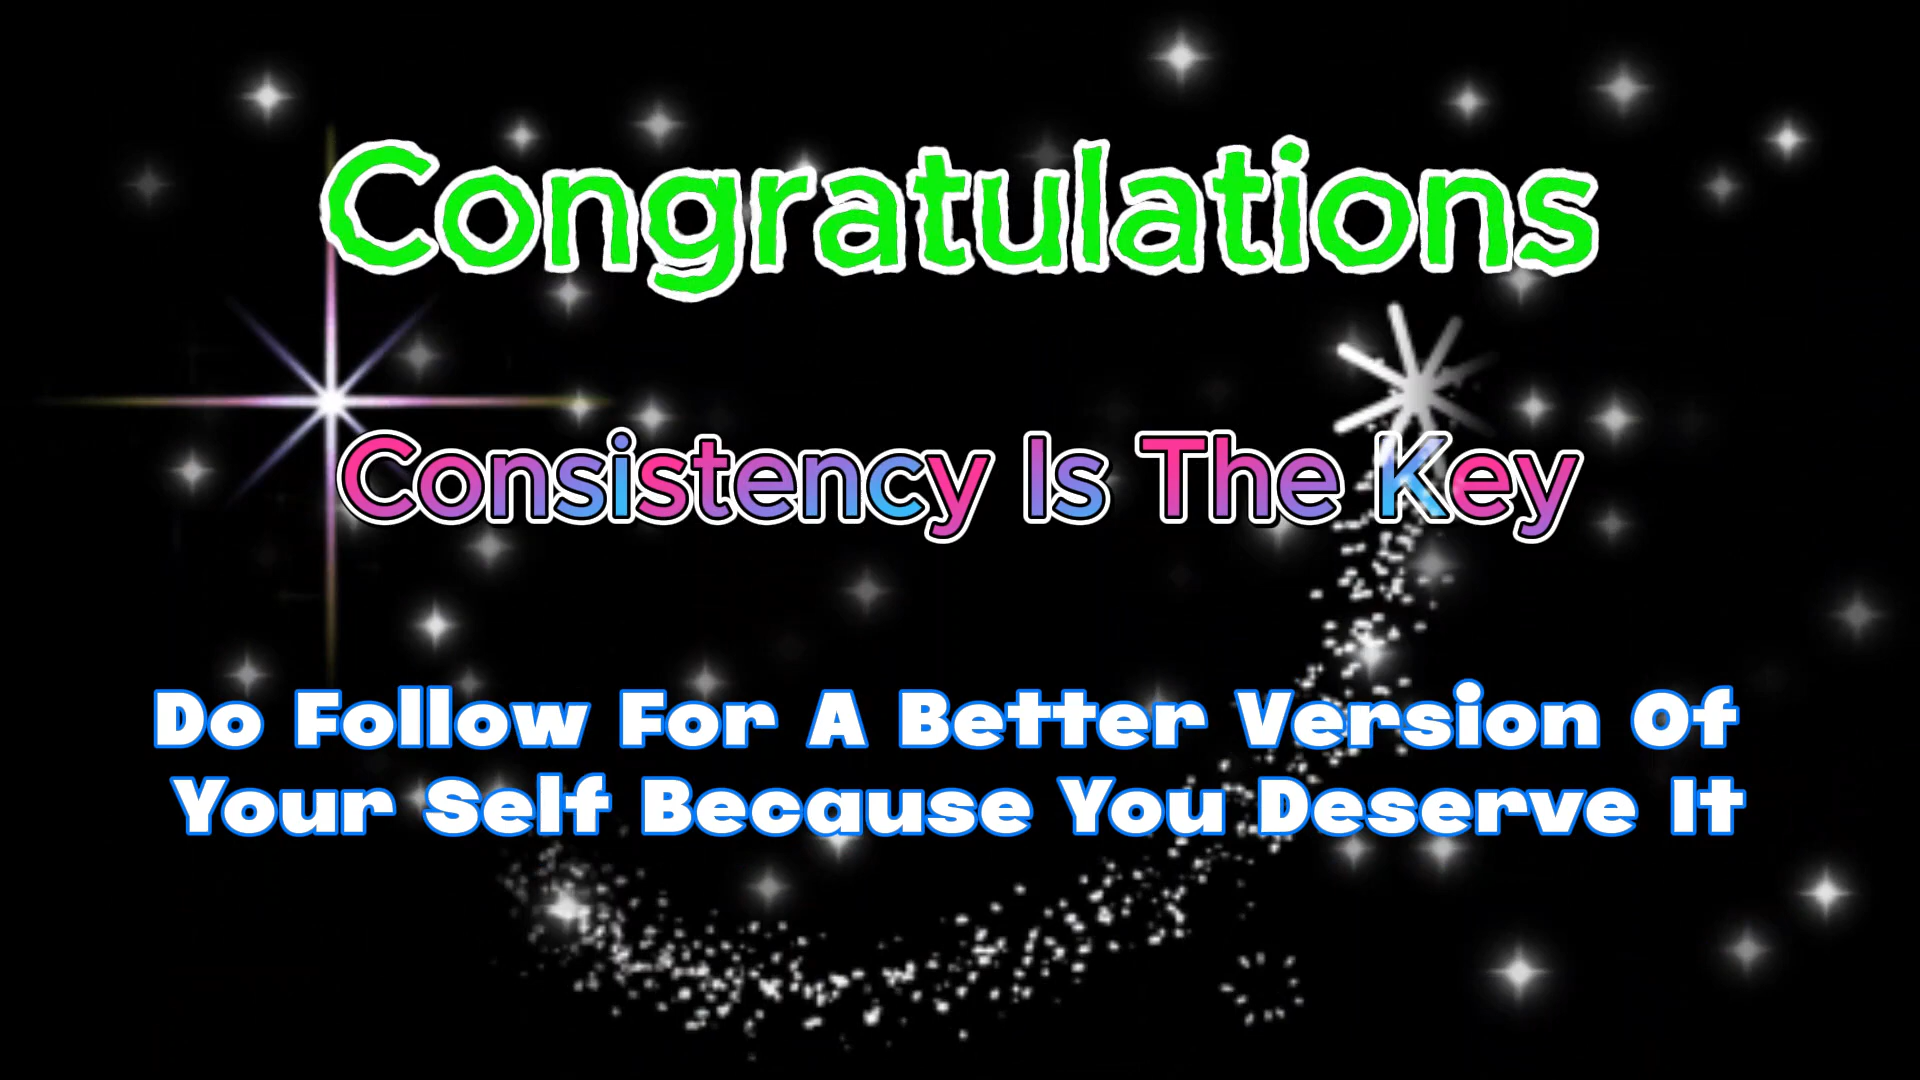 Congratulations
Consistency Is The Key
Do Follow For A Better Version Of
Your Self Because You Deserve It